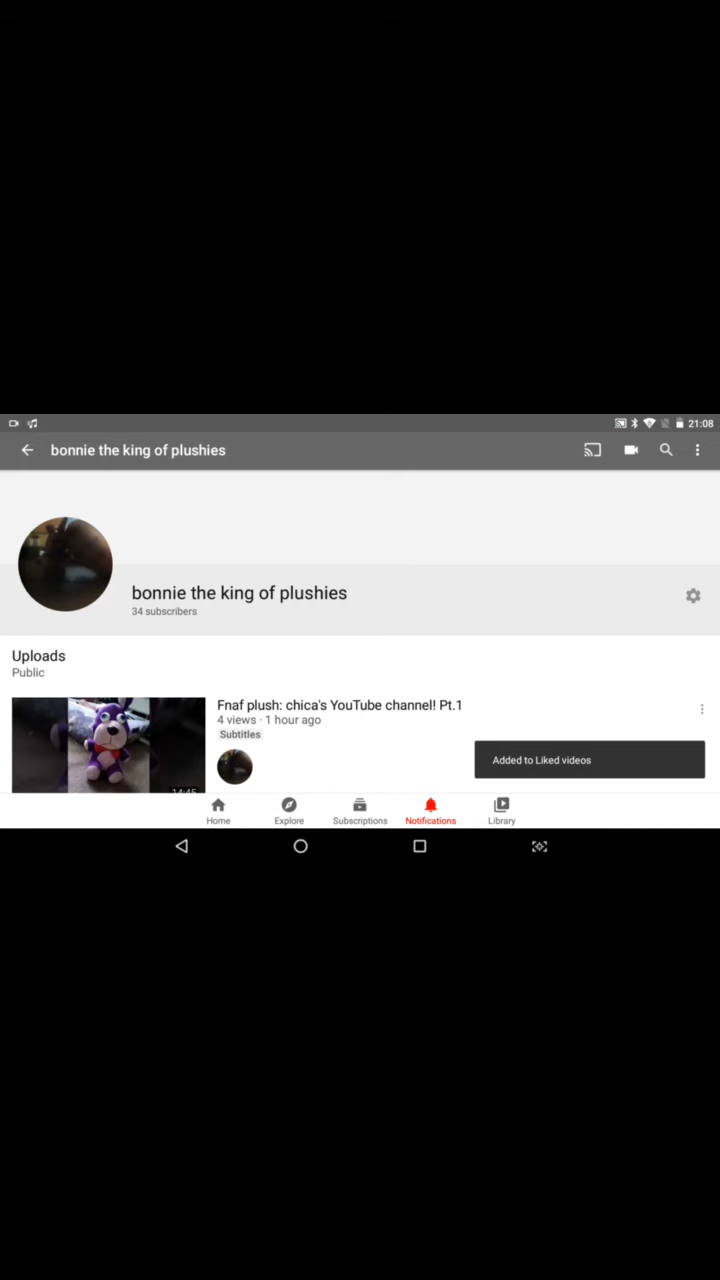 21:08
bonnie the king of plushies
bonnie the king of plushies
34 subscribers
Uploads
Public
Fnaf plush: chica's YouTube channel! Pt.1
4 views · 1 hour ago
Subtitles
14:45
Added to Liked videos
Home
Explore
Subscriptions
Notifications
Library